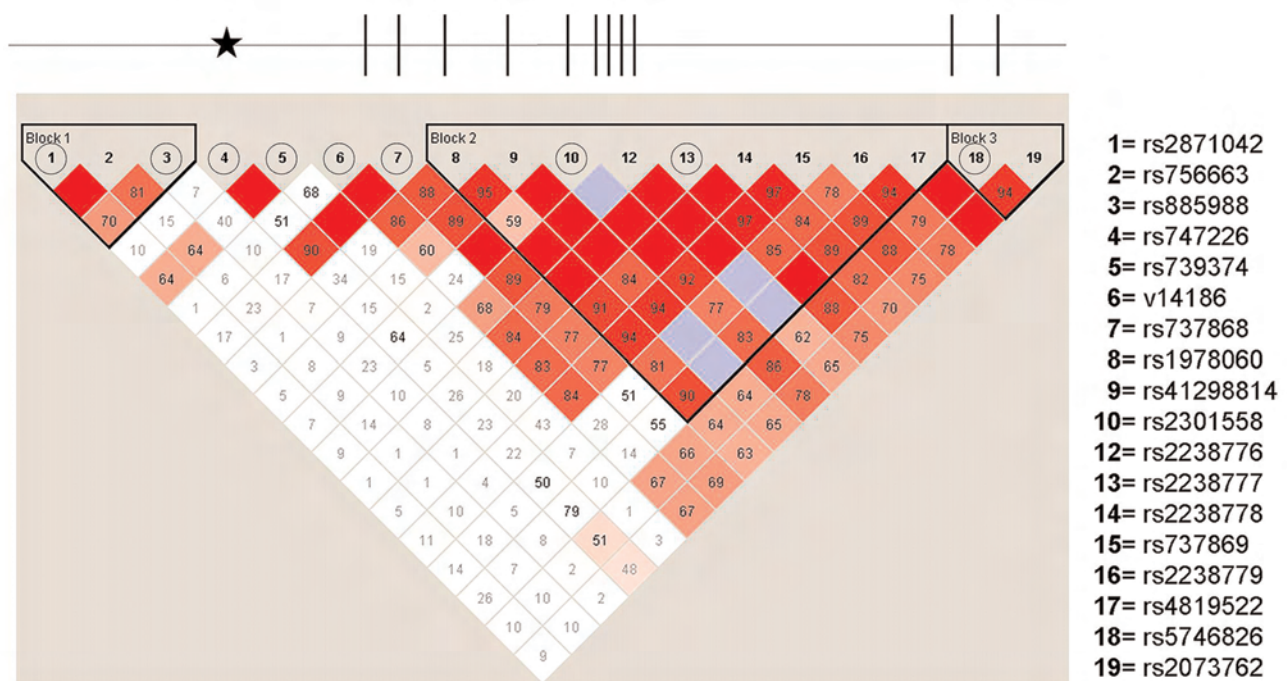 Block 1 Block 2 Block 3
1 2 3 4 5 6 7 8 9 10 12 13 14 15 16 17 18 19
81 7 68 88 95 97 78 94 94
70 15 40 51 86 89 59 97 84 89 79
10 64 10 90 19 60 85 89 88 78
64 6 17 34 15 24 89 84 92 82 75
1 23 7 15 2 68 79 91 94 77 88 70
17 1 9 64 25 84 77 94 83 62 75
3 8 23 5 18 83 77 81 86 65
5 9 10 26 20 84 51 90 64 78
7 14 8 23 43 28 55 64 65
9 1 1 22 7 14 66 63
1 1 4 50 10 67 69
5 10 5 79 1 67
11 18 8 51 3
14 7 2 48
26 10 2
10 10
9
1= rs2871042
2= rs756663
3= rs885988
4= rs747226
5= rs739374
6= v14186
7= rs737868
8= rs1978060
9= rs41298814
10= rs2301558
12= rs2238776
13= rs2238777
14= rs2238778
15= rs737869
16= rs2238779
17= rs4819522
18= rs5746826
19= rs2073762